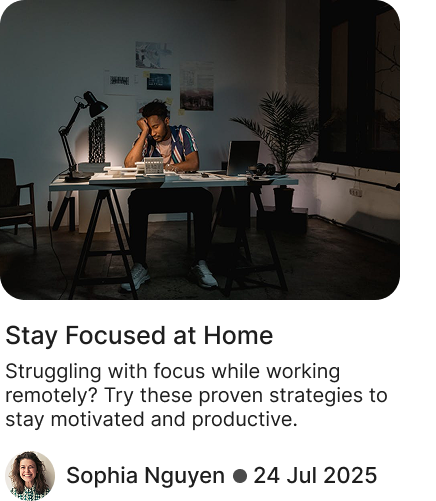 Stay Focused at Home
Struggling with focus while working
remotely? Try these proven strategies to
stay motivated and productive.
Sophia Nguyen ● 24 Jul 2025